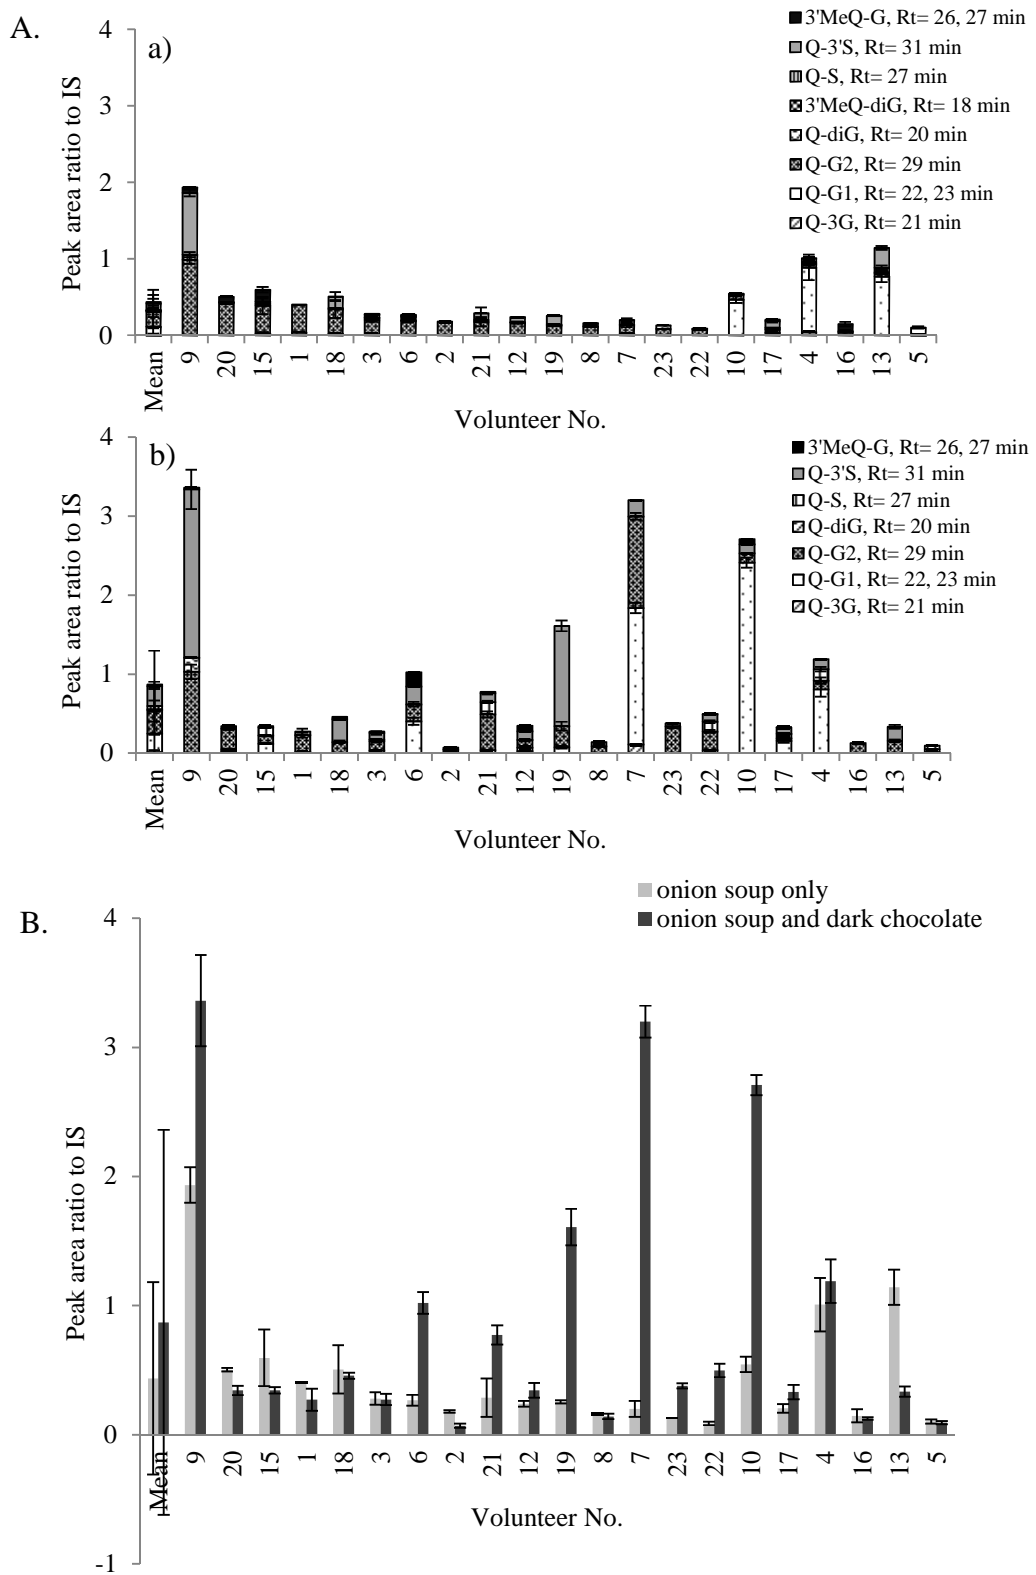 A.
a)
3'MeQ-G, Rt= 26, 27 min
Q-3'S, Rt= 31 min
Q-S, Rt= 27 min
3'MeQ-diG, Rt= 18 min
Q-diG, Rt= 20 min
Q-G2, Rt= 29 min
Q-G1, Rt= 22, 23 min
Q-3G, Rt= 21 min
Peak area ratio to IS
4
3
2
1
0
Mean 9 20 15 1 18 3 6 2 21 12 19 8 7 23 22 10 17 4 16 13 5
Volunteer No.
b)
3'MeQ-G, Rt= 26, 27 min
Q-3'S, Rt= 31 min
Q-S, Rt= 27 min
Q-diG, Rt= 20 min
Q-G2, Rt= 29 min
Q-G1, Rt= 22, 23 min
Q-3G, Rt= 21 min
Peak area ratio to IS
4
3
2
1
0
Mean 9 20 15 1 18 3 6 2 21 12 19 8 7 23 22 10 17 4 16 13 5
Volunteer No.
B.
onion soup only
onion soup and dark chocolate
Peak area ratio to IS
4
3
2
1
0
-1
Mean 9 20 15 1 18 3 6 2 21 12 19 8 7 23 22 10 17 4 16 13 5
Volunteer No.